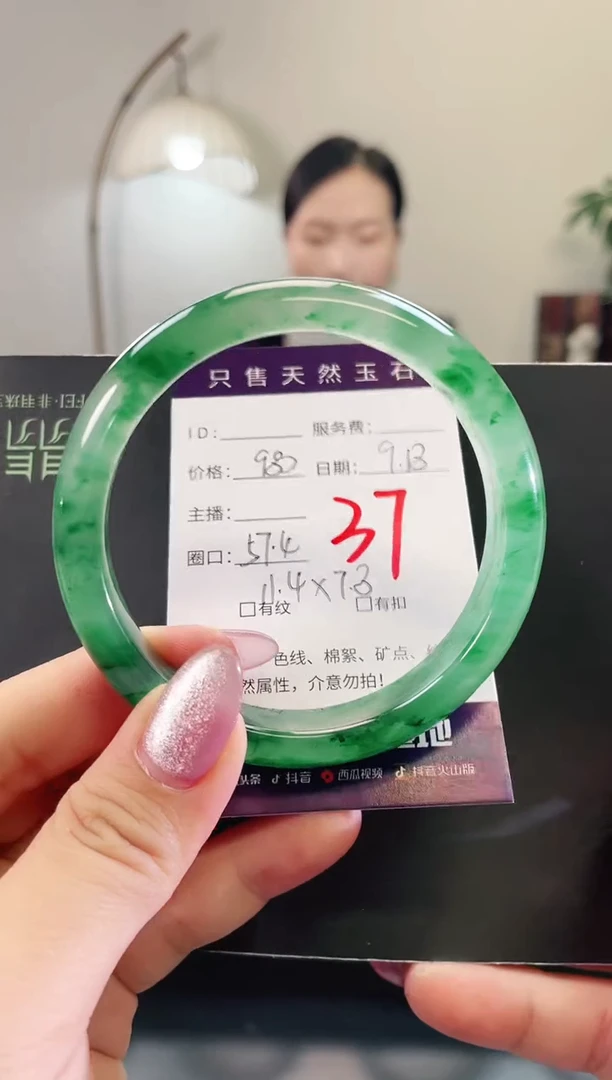 只售天然玉石
ID:
服务费:
价格: 980 日期: 9.13
主播:
37
圈口: 57.4
11.4×7.3
□有纹 □有扣
色线、棉絮、矿点、
然属性，介意勿拍!
头条 抖音 西瓜视频 抖音火山版